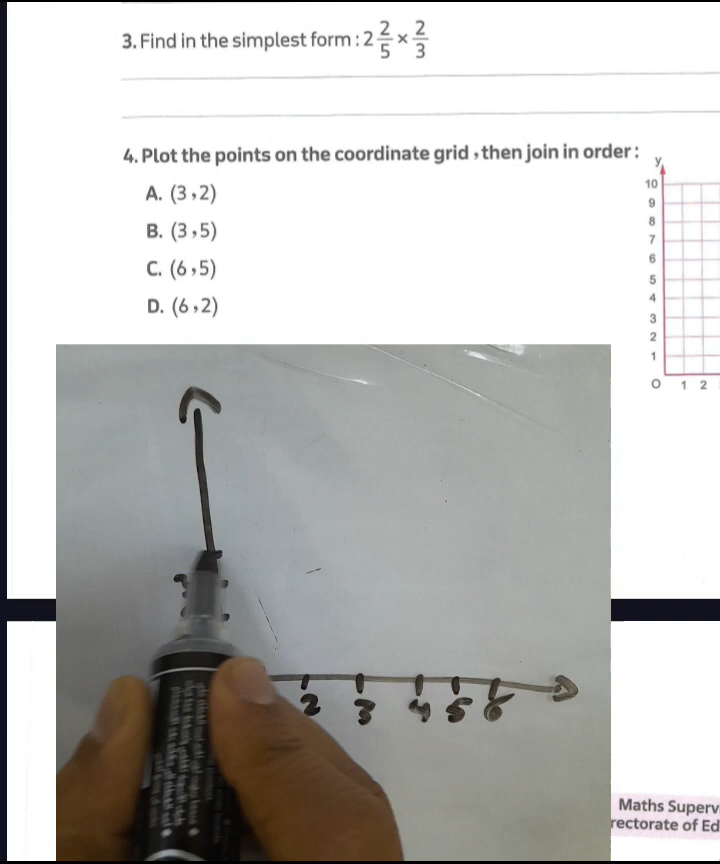 3. Find in the simplest form : 2 2/5 × 2/3
4. Plot the points on the coordinate grid , then join in order :
A. (3 , 2)
B. (3 , 5)
C. (6 , 5)
D. (6 , 2)
y
10
9
8
7
6
5
4
3
2
1
O 1 2
2 3 4 5 6
Maths Superv
rectorate of Ed